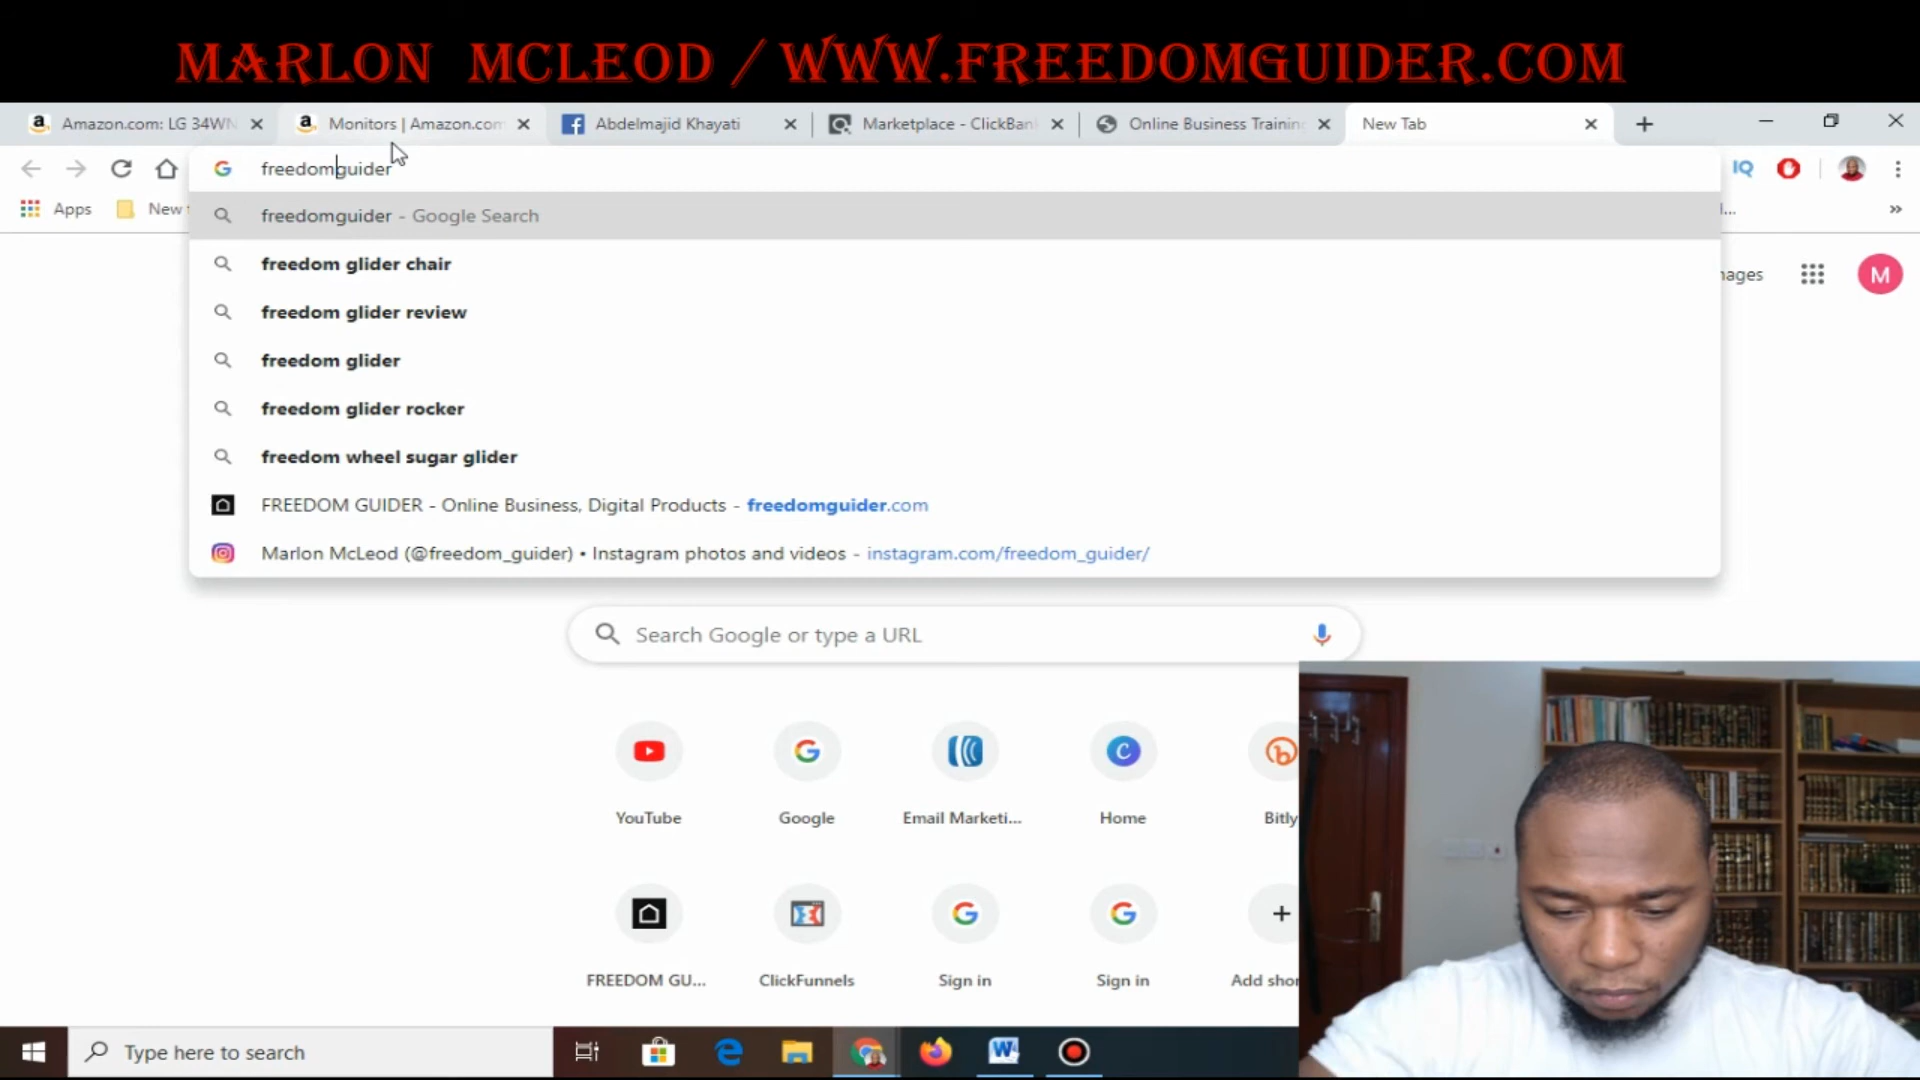 MARLON MCLEOD / WWW.FREEDOMGUIDER.COM
Amazon.com: LG 34WN
Monitors | Amazon.com
Abdelmajid Khayati
Marketplace - ClickBan
Online Business Training
New Tab
freedomguider
IQ
Apps
New
freedomguider - Google Search
freedom glider chair
freedom glider review
freedom glider
freedom glider rocker
freedom wheel sugar glider
FREEDOM GUIDER - Online Business, Digital Products - freedomguider.com
Marlon McLeod (@freedom_guider) • Instagram photos and videos - instagram.com/freedom_guider/
M
Search Google or type a URL
YouTube
Google
Email Marketi...
Home
Bitly
FREEDOM GU...
ClickFunnels
Sign in
Sign in
Add shor
Type here to search